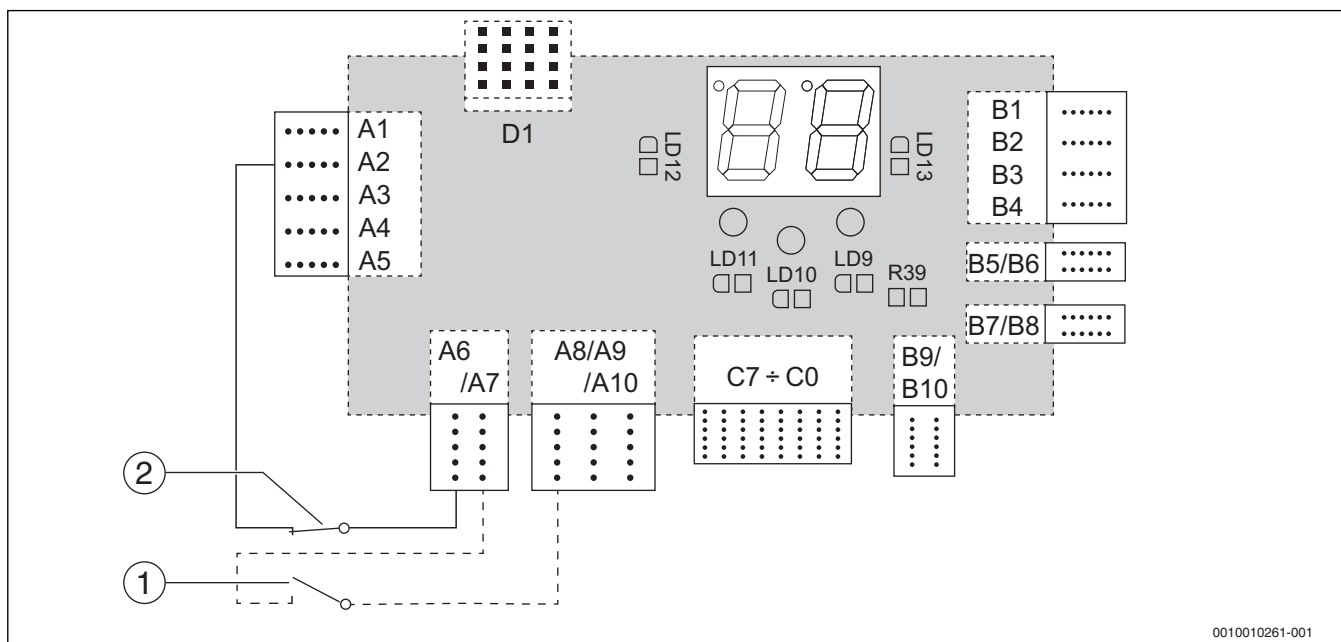 A1
A2
A3
A4
A5
D1
LD12
LD13
LD11
LD10
LD9
R39
B1
B2
B3
B4
B5/B6
B7/B8
A6
/A7
A8/A9
/A10
C7 ÷ C0
B9/
B10
2
1
0010010261-001